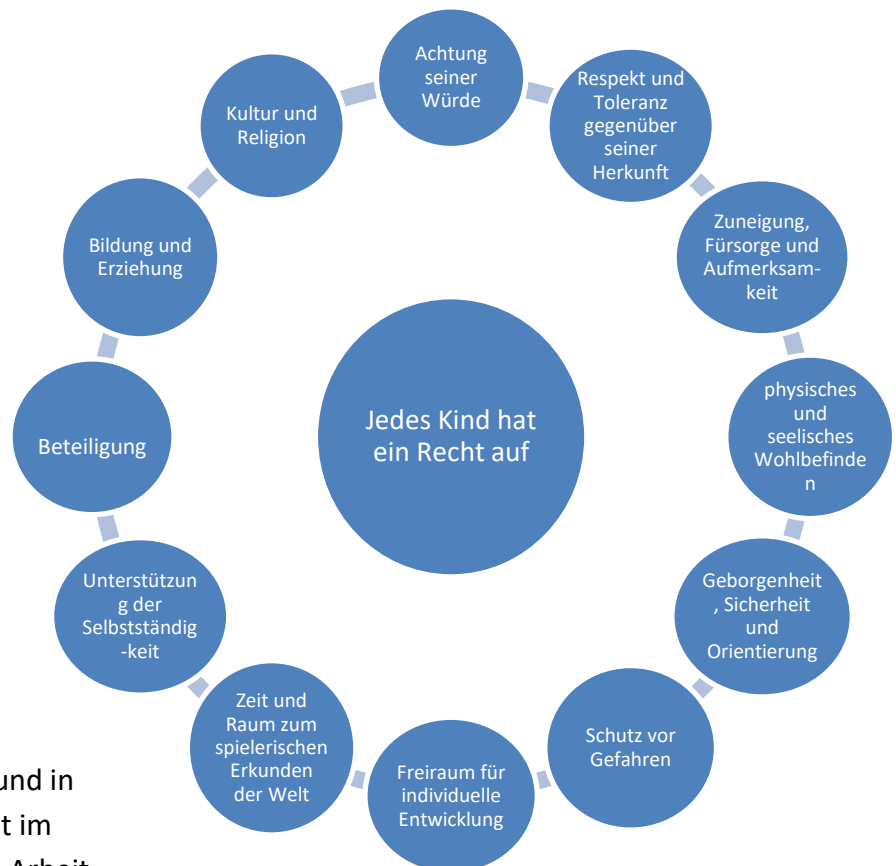 Achtung
seiner
Würde
Respekt und
Toleranz
gegenüber
seiner
Herkunft
Zuneigung,
Fürsorge und
Aufmerksam-
keit
physisches
und
seelisches
Wohlbefinde
n
Geborgenheit
, Sicherheit
und
Orientierung
Schutz vor
Gefahren
Freiraum für
individuelle
Entwicklung
Zeit und
Raum zum
spielerischen
Erkunden
der Welt
Unterstützun
g der
Selbstständig
-keit
Beteiligung
Bildung und
Erziehung
Kultur und
Religion
Jedes Kind hat
ein Recht auf
und in
t im
Arbeit